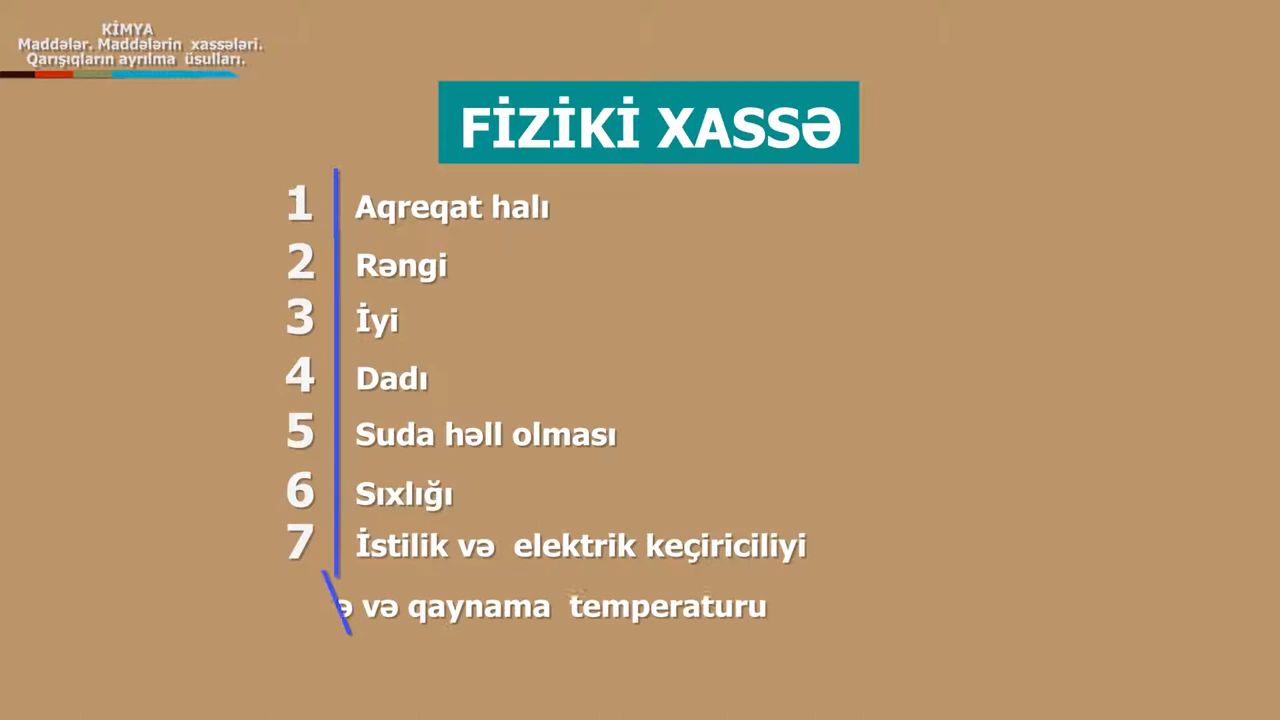 KİMYA
Maddələr. Maddələrin xassələri.
Qarışıqların ayrılma üsulları.
FİZİKİ XASSƏ
1 Aqreqat halı
2 Rəngi
3 İyi
4 Dadı
5 Suda həll olması
6 Sıxlığı
7 İstilik və elektrik keçiriciliyi
ə və qaynama temperaturu